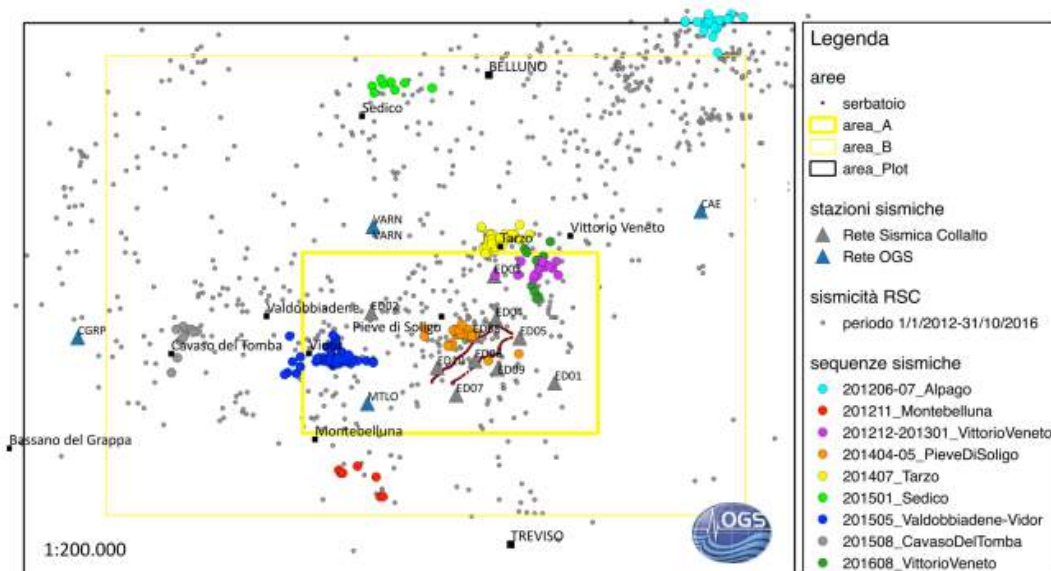 BELLUNO
Sedico
CAE
VARN
VARN
Tarzo
Vittorio Veneto
ED03
Valdobbiadene
ED02
ED04
Pieve di Soligo
ED05
CGRP
Cavaso del Tomba
Vidor
ED10
ED06
ED09
ED07
ED01
MTLO
Montebelluna
Bassano del Grappa
1:200.000
TREVISO
OGS
Legenda
aree
serbatoio
area_A
area_B
area_Plot
stazioni sismiche
Rete Sismica Collalto
Rete OGS
sismicità RSC
periodo 1/1/2012-31/10/2016
sequenze sismiche
201206-07_Alpago
201211_Montebelluna
201212-201301_VittorioVeneto
201404-05_PieveDiSoligo
201407_Tarzo
201501_Sedico
201505_Valdobbiadene-Vidor
201508_CavasoDelTomba
201608_VittorioVeneto